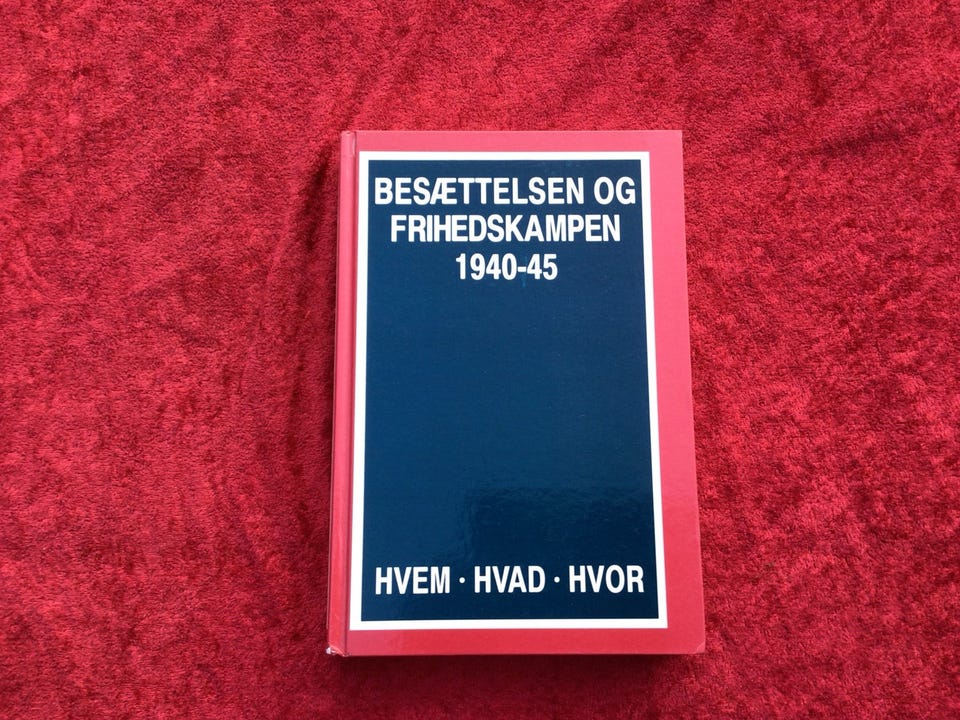 BESÆTTELSEN OG
FRIHEDSKAMPEN
1940-45
HVEM · HVAD · HVOR